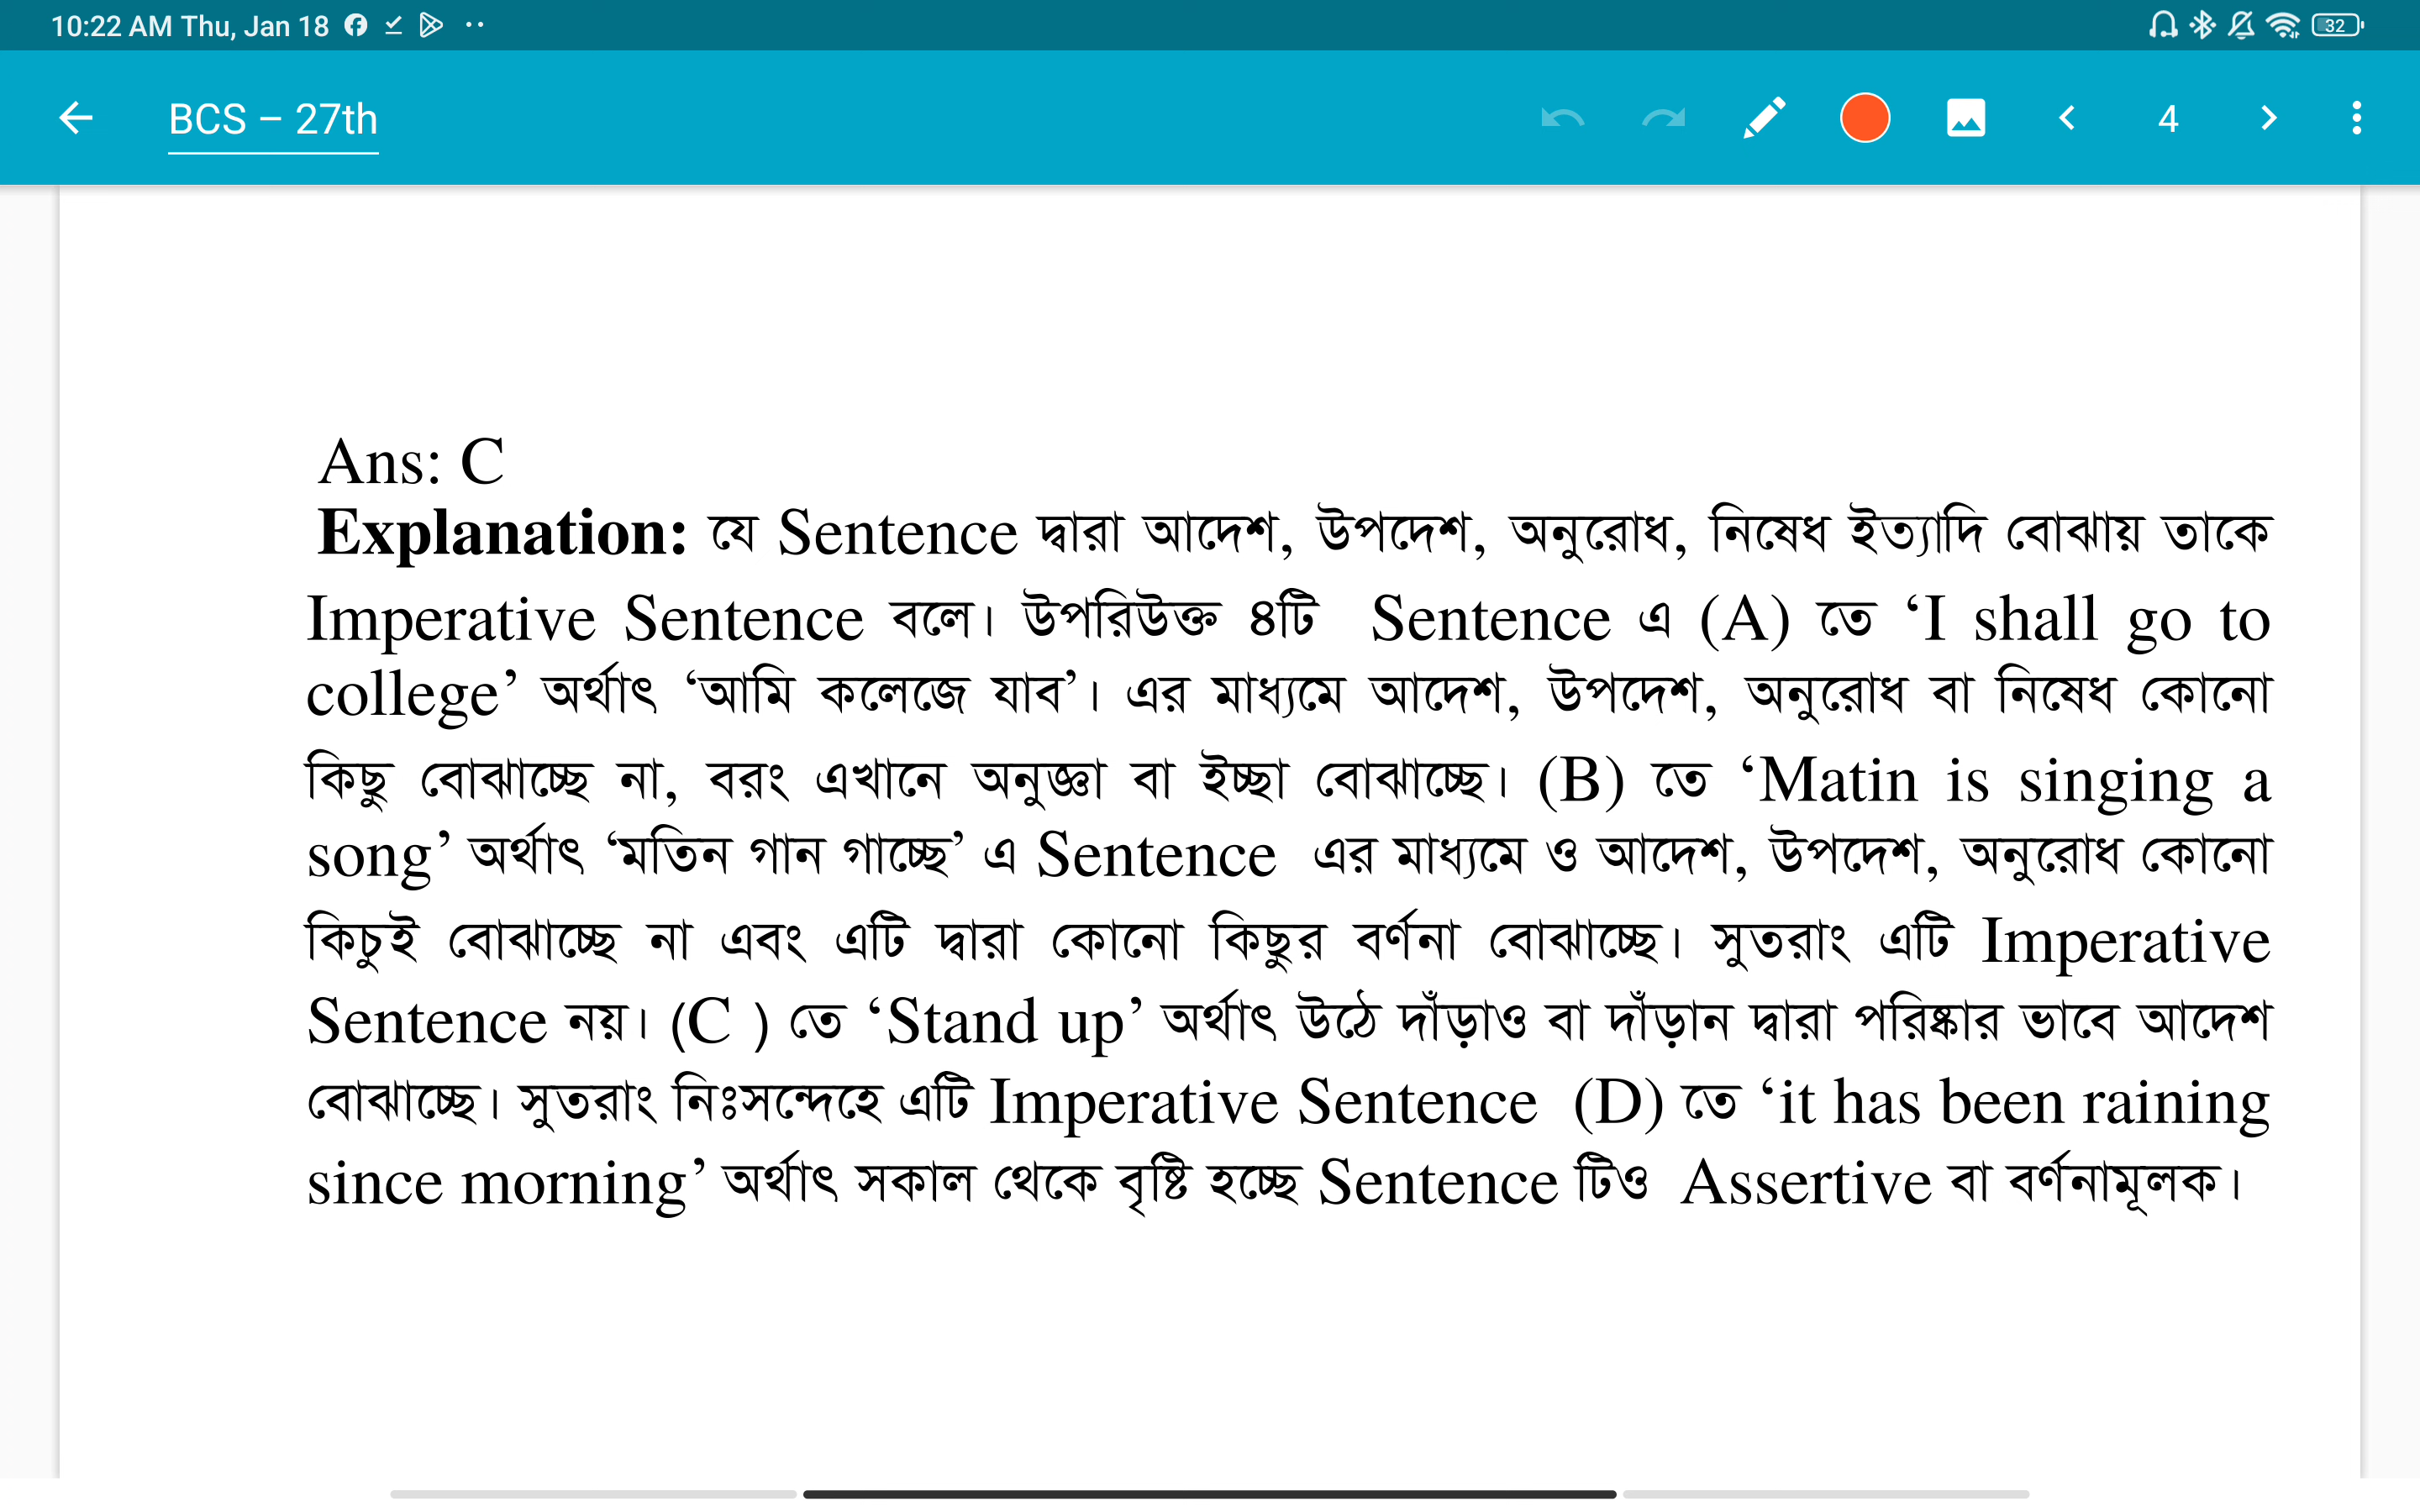 10:22 AM Thu, Jan 18
32
BCS – 27th
4
Ans: C
Explanation: যে Sentence দ্বারা আদেশ, উপদেশ, অনুরোধ, নিষেধ ইত্যাদি বোঝায় তাকে
Imperative Sentence বলে। উপরিউক্ত ৪টি Sentence এ (A) তে ‘I shall go to
college’ অর্থাৎ ‘আমি কলেজে যাব’। এর মাধ্যমে আদেশ, উপদেশ, অনুরোধ বা নিষেধ কোনো
কিছু বোঝাচ্ছে না, বরং এখানে অনুজ্ঞা বা ইচ্ছা বোঝাচ্ছে। (B) তে ‘Matin is singing a
song’ অর্থাৎ ‘মতিন গান গাচ্ছে’ এ Sentence এর মাধ্যমে ও আদেশ, উপদেশ, অনুরোধ কোনো
কিচুই বোঝাচ্ছে না এবং এটি দ্বারা কোনো কিছুর বর্ণনা বোঝাচ্ছে। সুতরাং এটি Imperative
Sentence নয়। (C ) তে ‘Stand up’ অর্থাৎ উঠে দাঁড়াও বা দাঁড়ান দ্বারা পরিষ্কার ভাবে আদেশ
বোঝাচ্ছে। সুতরাং নিঃসন্দেহে এটি Imperative Sentence (D) তে ‘it has been raining
since morning’ অর্থাৎ সকাল থেকে বৃষ্টি হচ্ছে Sentence টিও Assertive বা বর্ণনামূলক।